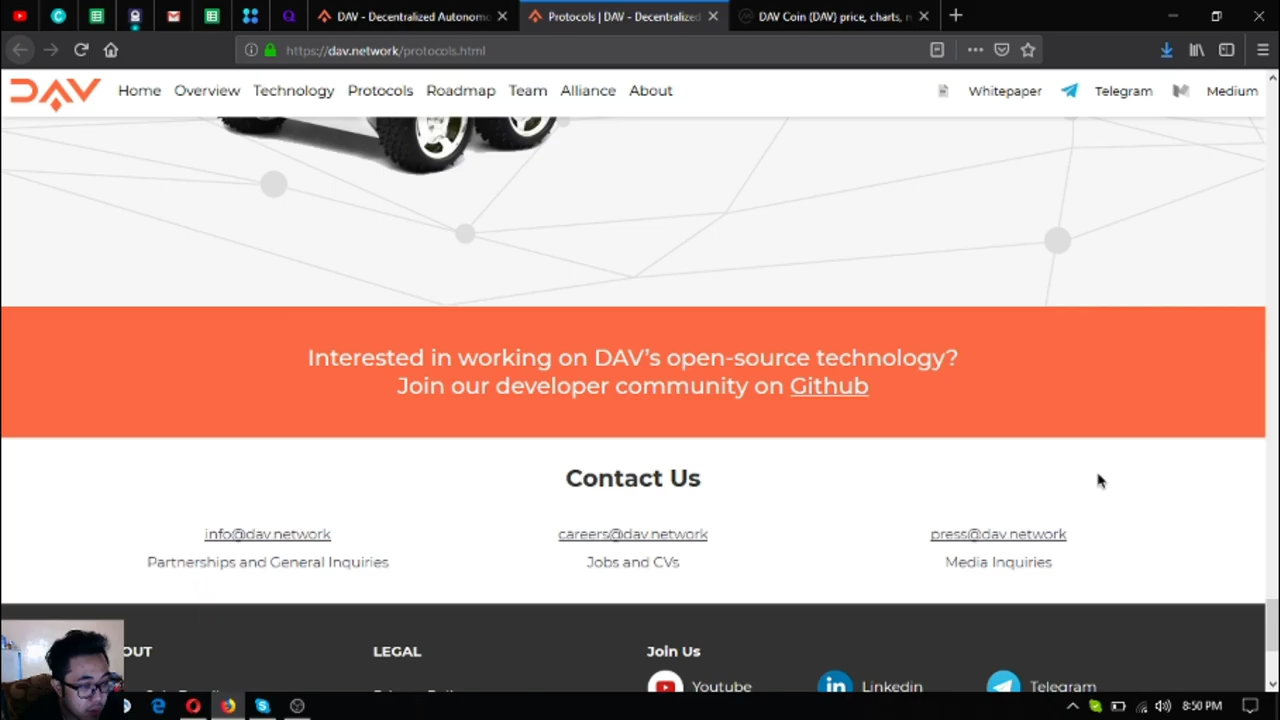 DAV - Decentralized Autonomo
Protocols | DAV - Decentralized
DAV Coin (DAV) price, charts,
https://dav.network/protocols.html
DAV
Home
Overview
Technology
Protocols
Roadmap
Team
Alliance
About
Whitepaper
Telegram
Medium
Interested in working on DAV's open-source technology?
Join our developer community on Github
Contact Us
info@dav.network
careers@dav.network
press@dav.network
Partnerships and General Inquiries
Jobs and CVs
Media Inquiries
OUT
LEGAL
Join Us
Youtube
Linkedin
Telegram
8:50 PM